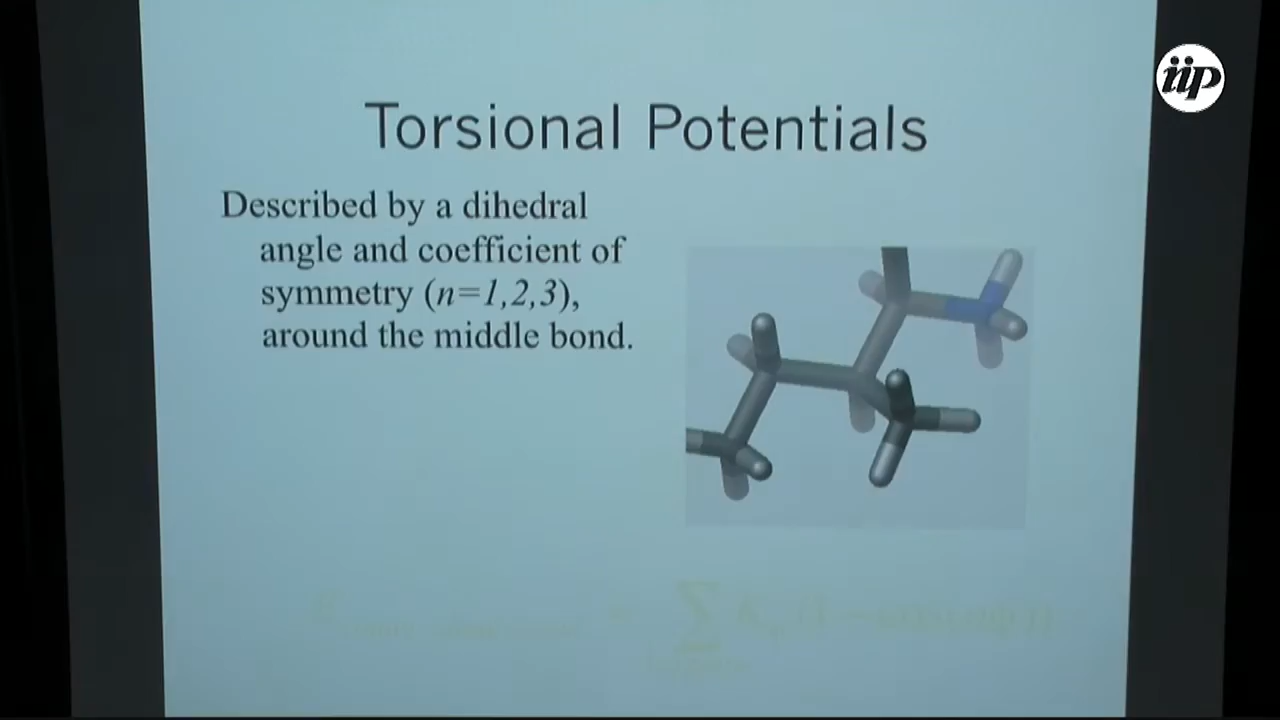 iip
Torsional Potentials
Described by a dihedral
angle and coefficient of
symmetry (n=1,2,3),
around the middle bond.